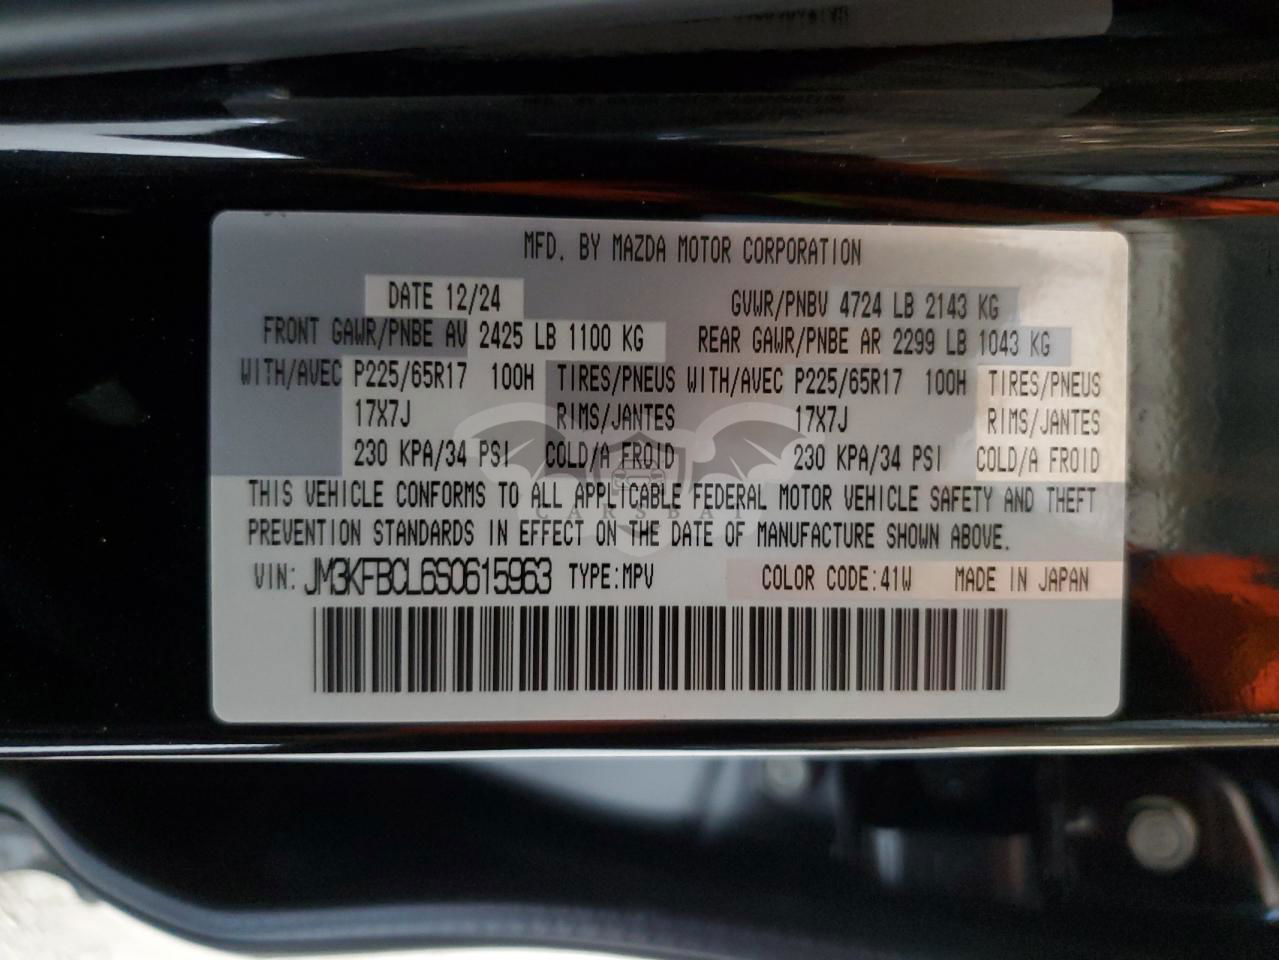 MFD. BY MAZDA MOTOR CORPORATION
DATE 12/24 GVWR/PNBV 4724 LB 2143 KG
FRONT GAWR/PNBE AV 2425 LB 1100 KG REAR GAWR/PNBE AR 2299 LB 1043 KG
WITH/AVEC P225/65R17 100H TIRES/PNEUS WITH/AVEC P225/65R17 100H TIRES/PNEUS
17X7J RIMS/JANTES 17X7J RIMS/JANTES
230 KPA/34 PSI COLD/A FROID 230 KPA/34 PSI COLD/A FROID
THIS VEHICLE CONFORMS TO ALL APPLICABLE FEDERAL MOTOR VEHICLE SAFETY AND THEFT
CARSBAT
PREVENTION STANDARDS IN EFFECT ON THE DATE OF MANUFACTURE SHOWN ABOVE.
VIN: JM3KFBCL6S0615963 TYPE:MPV COLOR CODE:41W MADE IN JAPAN